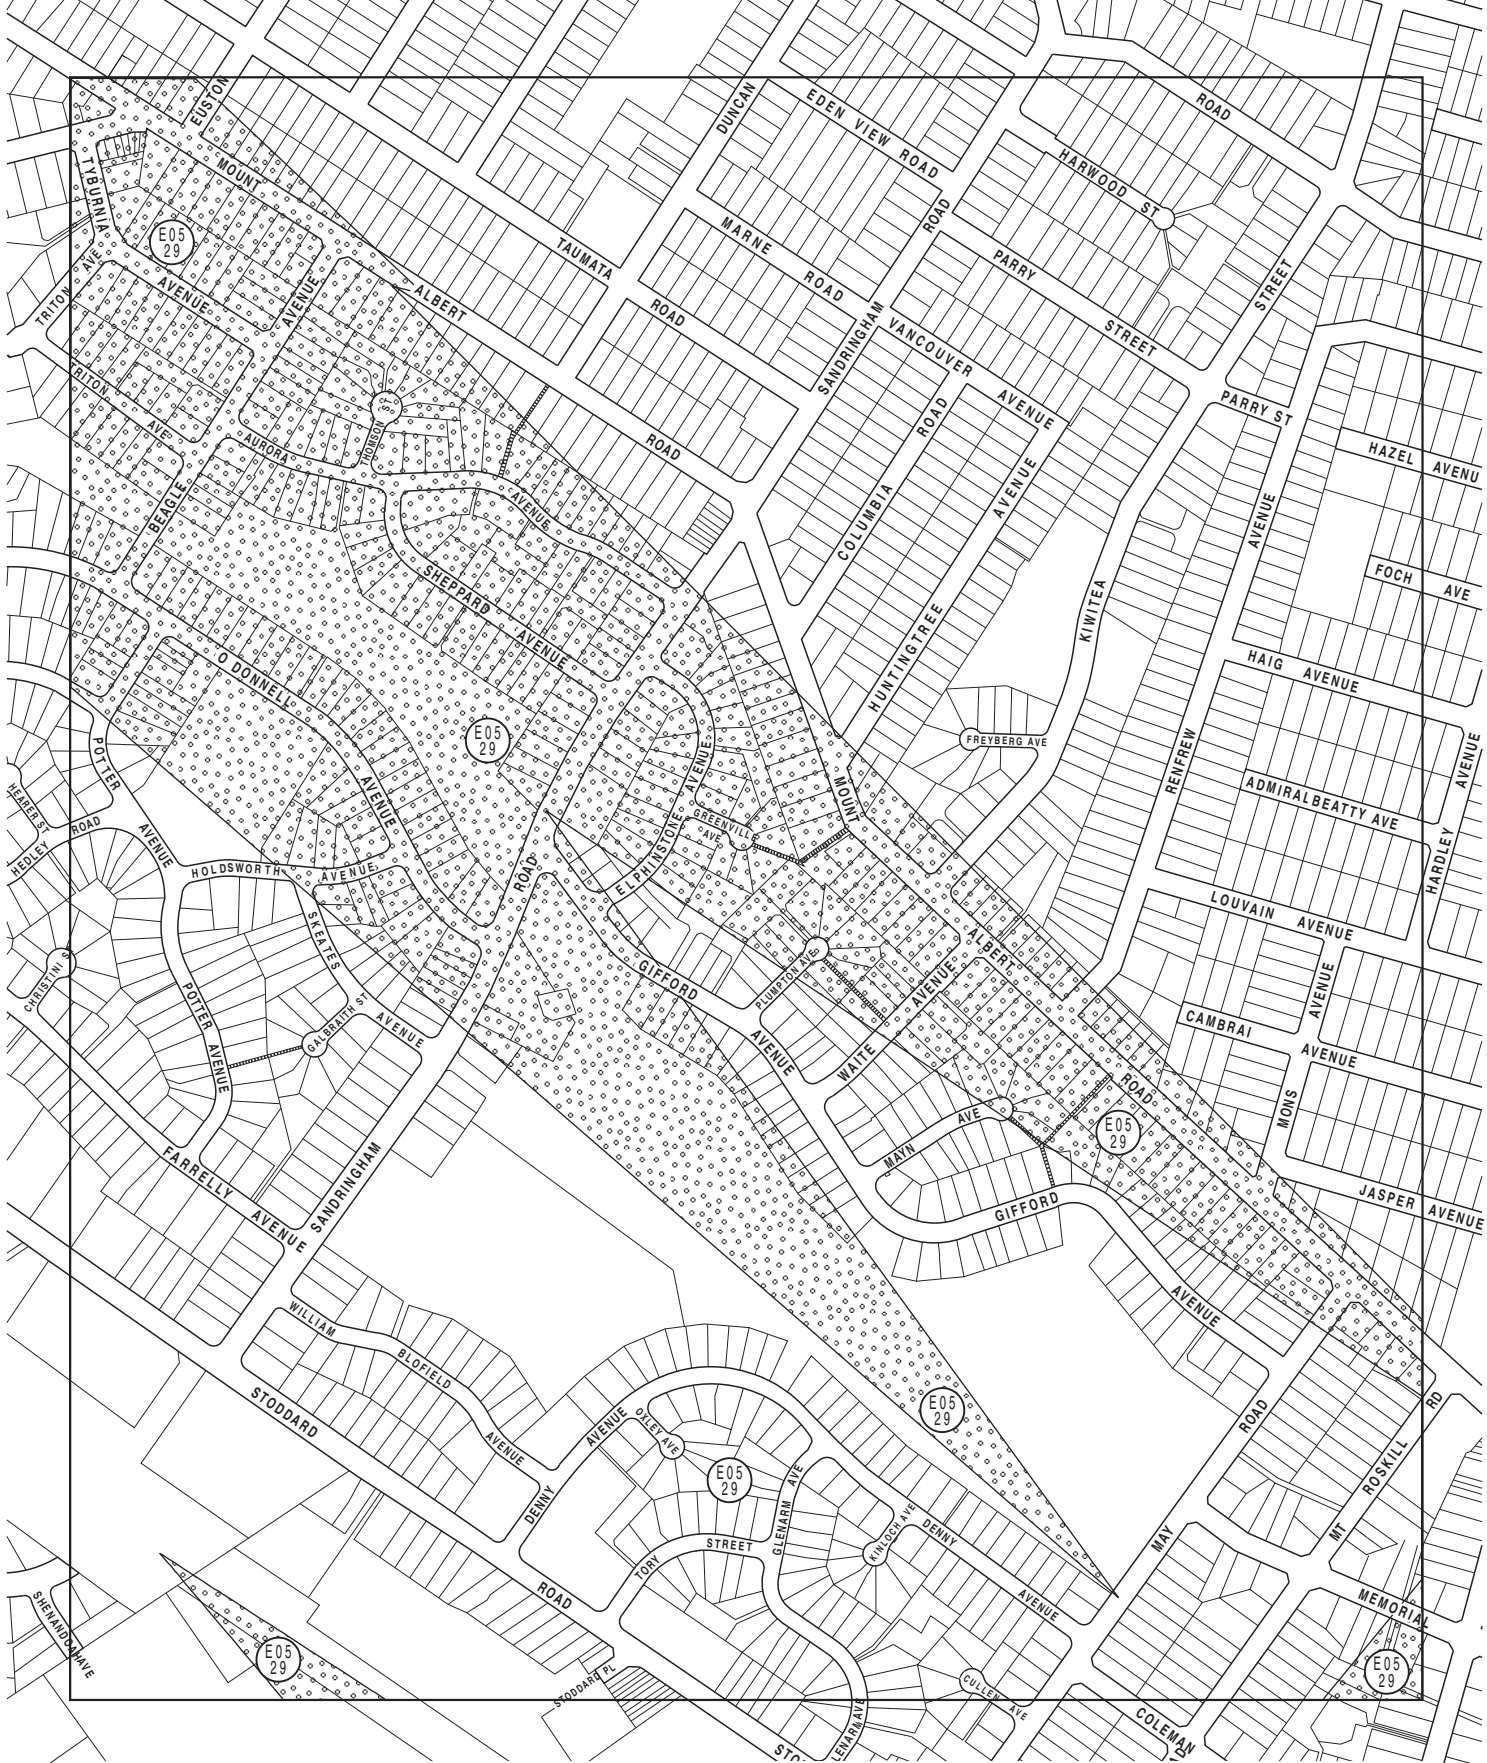 EUSTON
MOUNT
ALBERT
ROAD
TYBURNIA
AVENUE
E05
29
TRITON AVE
AVENUE
TRITON AVE
THOMSON ST
AURORA
AVENUE
BEAGLE
SHEPPARD
AVENUE
O DONNELL
AVENUE
TAUMATA
ROAD
DUNCAN
EDEN VIEW ROAD
MARNE
ROAD
ROAD
SANDRINGHAM
HARWOOD ST
ROAD
PARRY
STREET
STREET
VANCOUVER
AVENUE
COLUMBIA
ROAD
HUNTINGTREE
AVENUE
PARRY ST
HAZEL AVENU
AVENUE
FOCH AVE
KIWITEA
HAIG AVENUE
RENFREW
FREYBERG AVE
ADMIRALBEATTY AVE
AVENUE
HARDLEY
LOUVAIN AVENUE
AVENUE
CAMBRAI
AVENUE
MONS
JASPER AVENUE
E05
29
POTTER
AVENUE
HEARER ST
HEDLEY
ROAD
HOLDSWORTH
AVENUE
SKEATES
AVENUE
ROAD
ELPHINSTONE
AVENUE
GREENVILLE
AVE
MOUNT
ALBERT
ROAD
CHRISTINI S
POTTER
AVENUE
GALBRAITH ST
GIFFORD
AVENUE
PLUMPTON AVE
WAITE
AVENUE
MAYN
AVE
E05
29
GIFFORD
AVENUE
FARRELLY
AVENUE
SANDRINGHAM
WILLIAM
BLOFIELD
AVENUE
STODDARD
ROAD
DENNY
AVENUE
OXLEY AVE
E05
29
E05
29
GLENARM
AVE
TORY
STREET
KINLOCH AVE
DENNY
AVENUE
MAY
ROAD
MT
ROSKILL
RD
MEMORIAL
E05
29
SHENANDOAHAVE
E05
29
STODDARD PL
CULLEN AVE
COLEMAN
LENARM AVE
STO